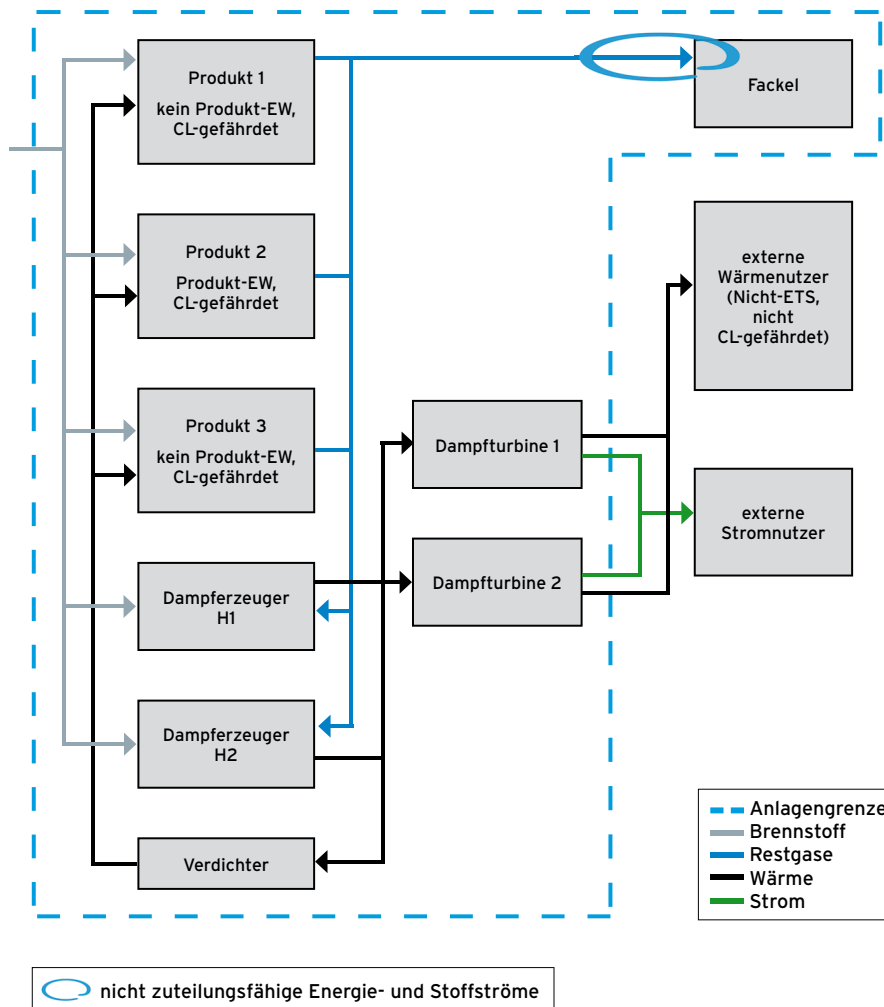 Produkt 1
kein Produkt-EW,
CL-gefährdet
Fackel
Produkt 2
Produkt-EW,
CL-gefährdet
externe
Wärmenutzer
(Nicht-ETS,
nicht
CL-gefährdet)
Produkt 3
kein Produkt-EW,
CL-gefährdet
Dampfturbine 1
externe
Stromnutzer
Dampferzeuger
H1
Dampfturbine 2
Dampferzeuger
H2
Verdichter
Anlagengrenze
Brennstoff
Restgase
Wärme
Strom
nicht zuteilungsfähige Energie- und Stoffströme